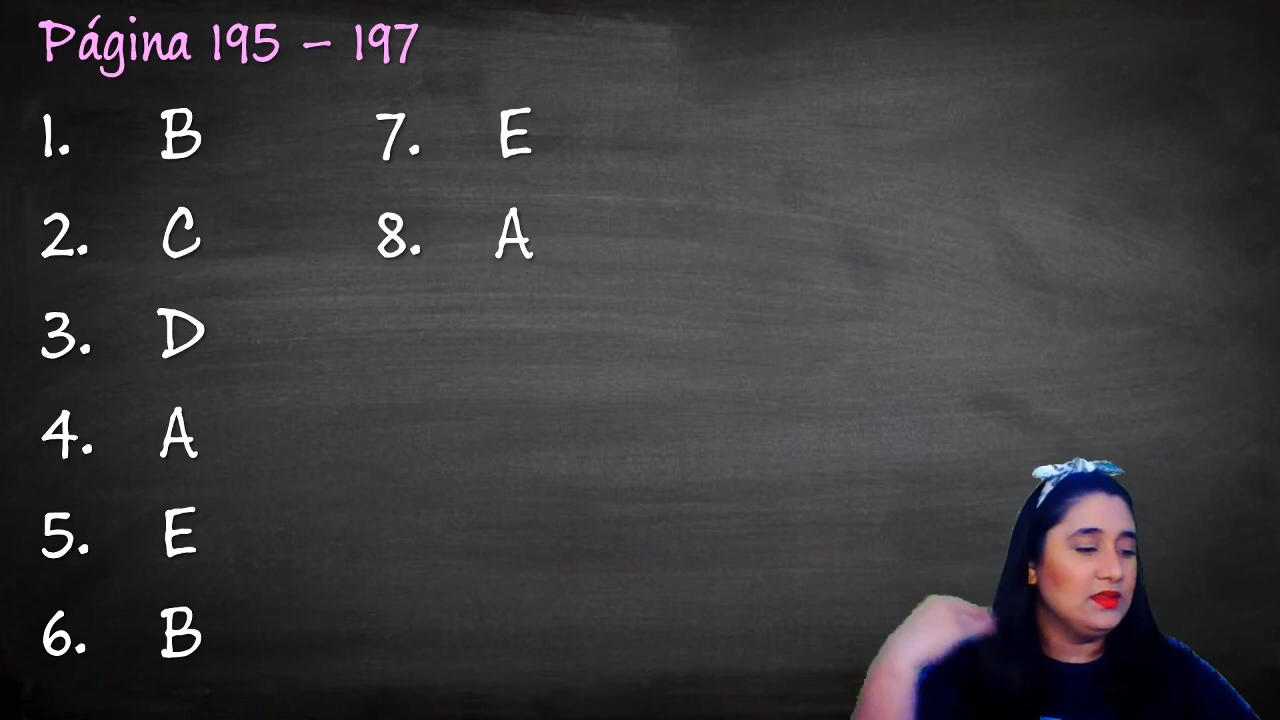 Página 195 – 197
1. B
2. C
3. D
4. A
5. E
6. B
7. E
8. A